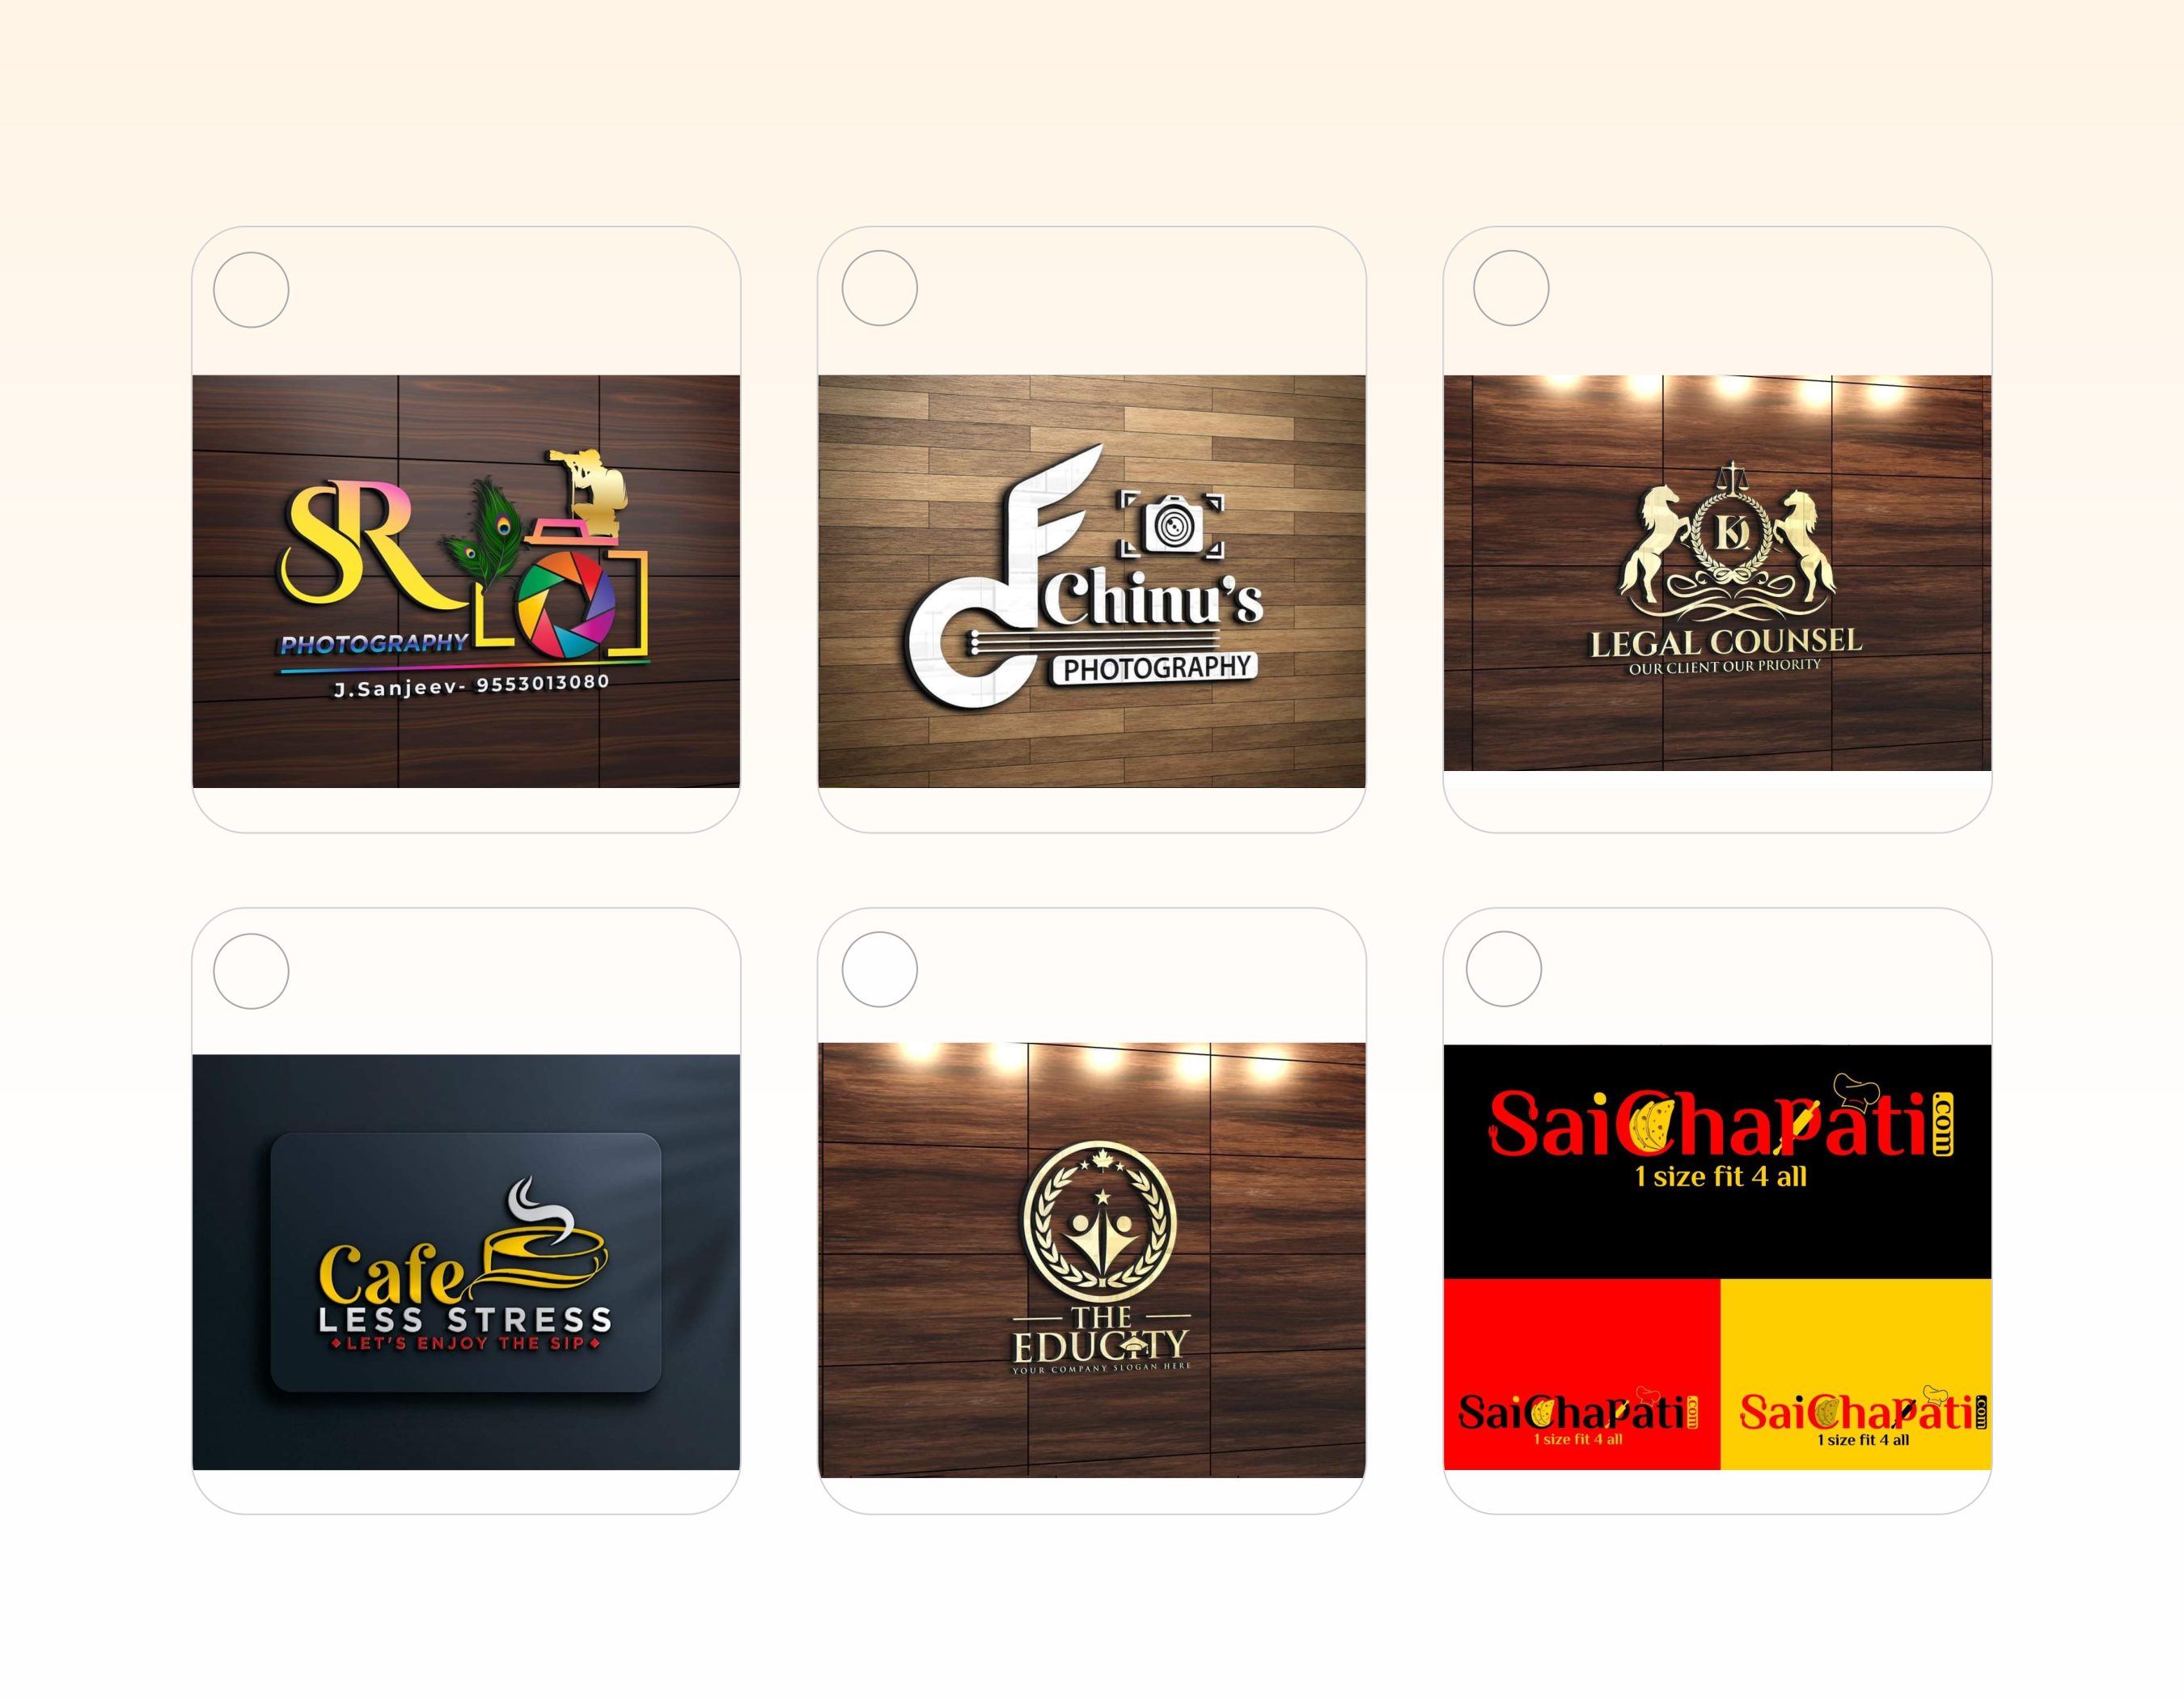 SR
PHOTOGRAPHY
J.Sanjeev- 9553013080
Chinu's
PHOTOGRAPHY
LEGAL COUNSEL
OUR CLIENT OUR PRIORITY
Cafe
LESS STRESS
LET'S ENJOY THE SIP
THE
EDUCITY
YOUR COMPANY SLOGAN HERE
SaiChapati.com
1 size fit 4 all
SaiChapati.com
1 size fit 4 all
SaiChapati.com
1 size fit 4 all